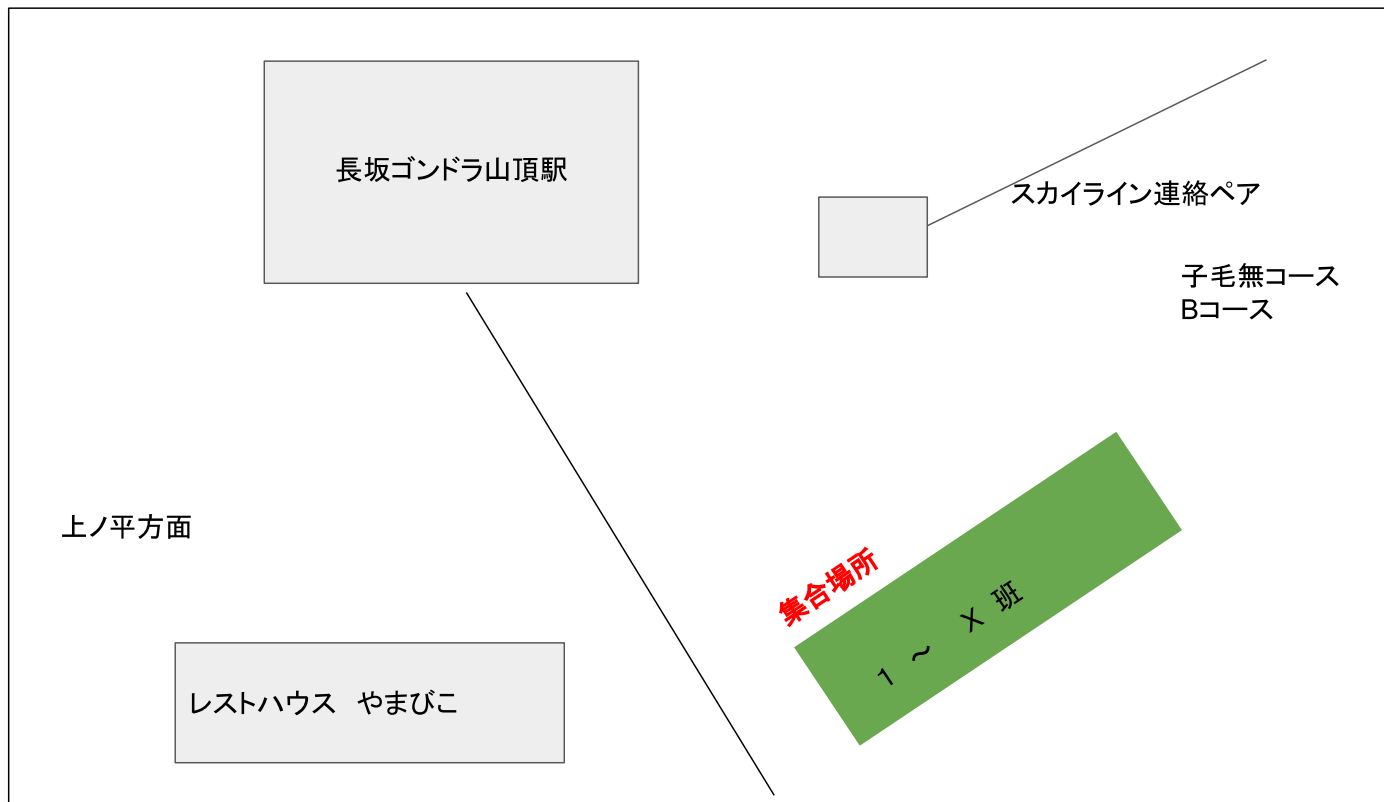 長坂ゴンドラ山頂駅
スカイライン連絡ペア
子毛無コース
Bコース
上ノ平方面
集合場所
1 ～ X 班
レストハウス　やまびこ